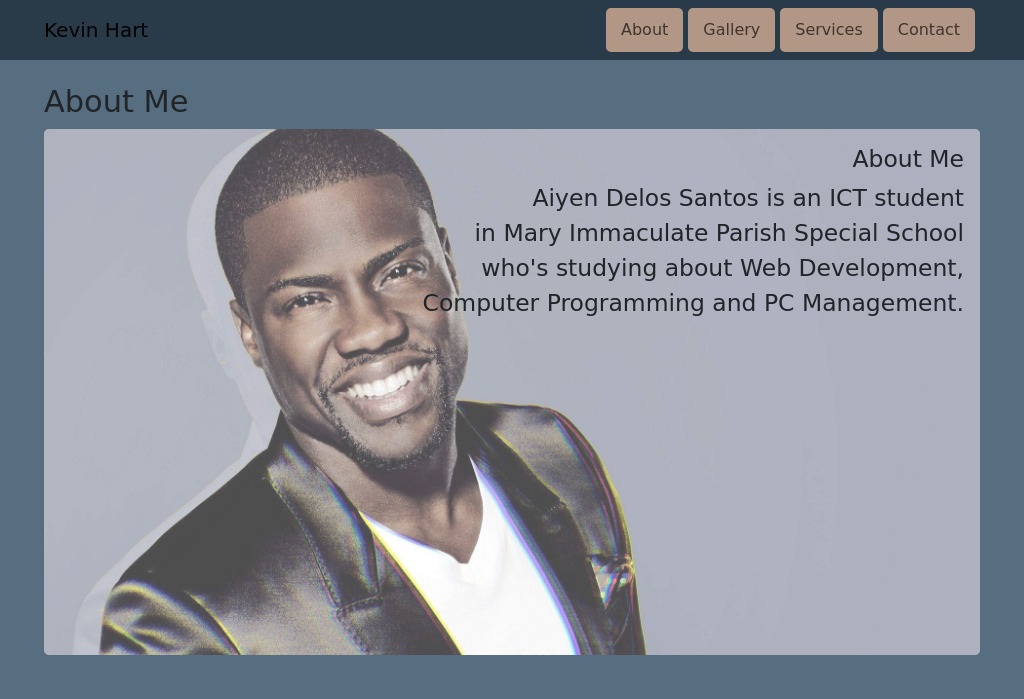 Kevin Hart
About
Gallery
Services
Contact
About Me
About Me
Aiyen Delos Santos is an ICT student
in Mary Immaculate Parish Special School
who's studying about Web Development,
Computer Programming and PC Management.